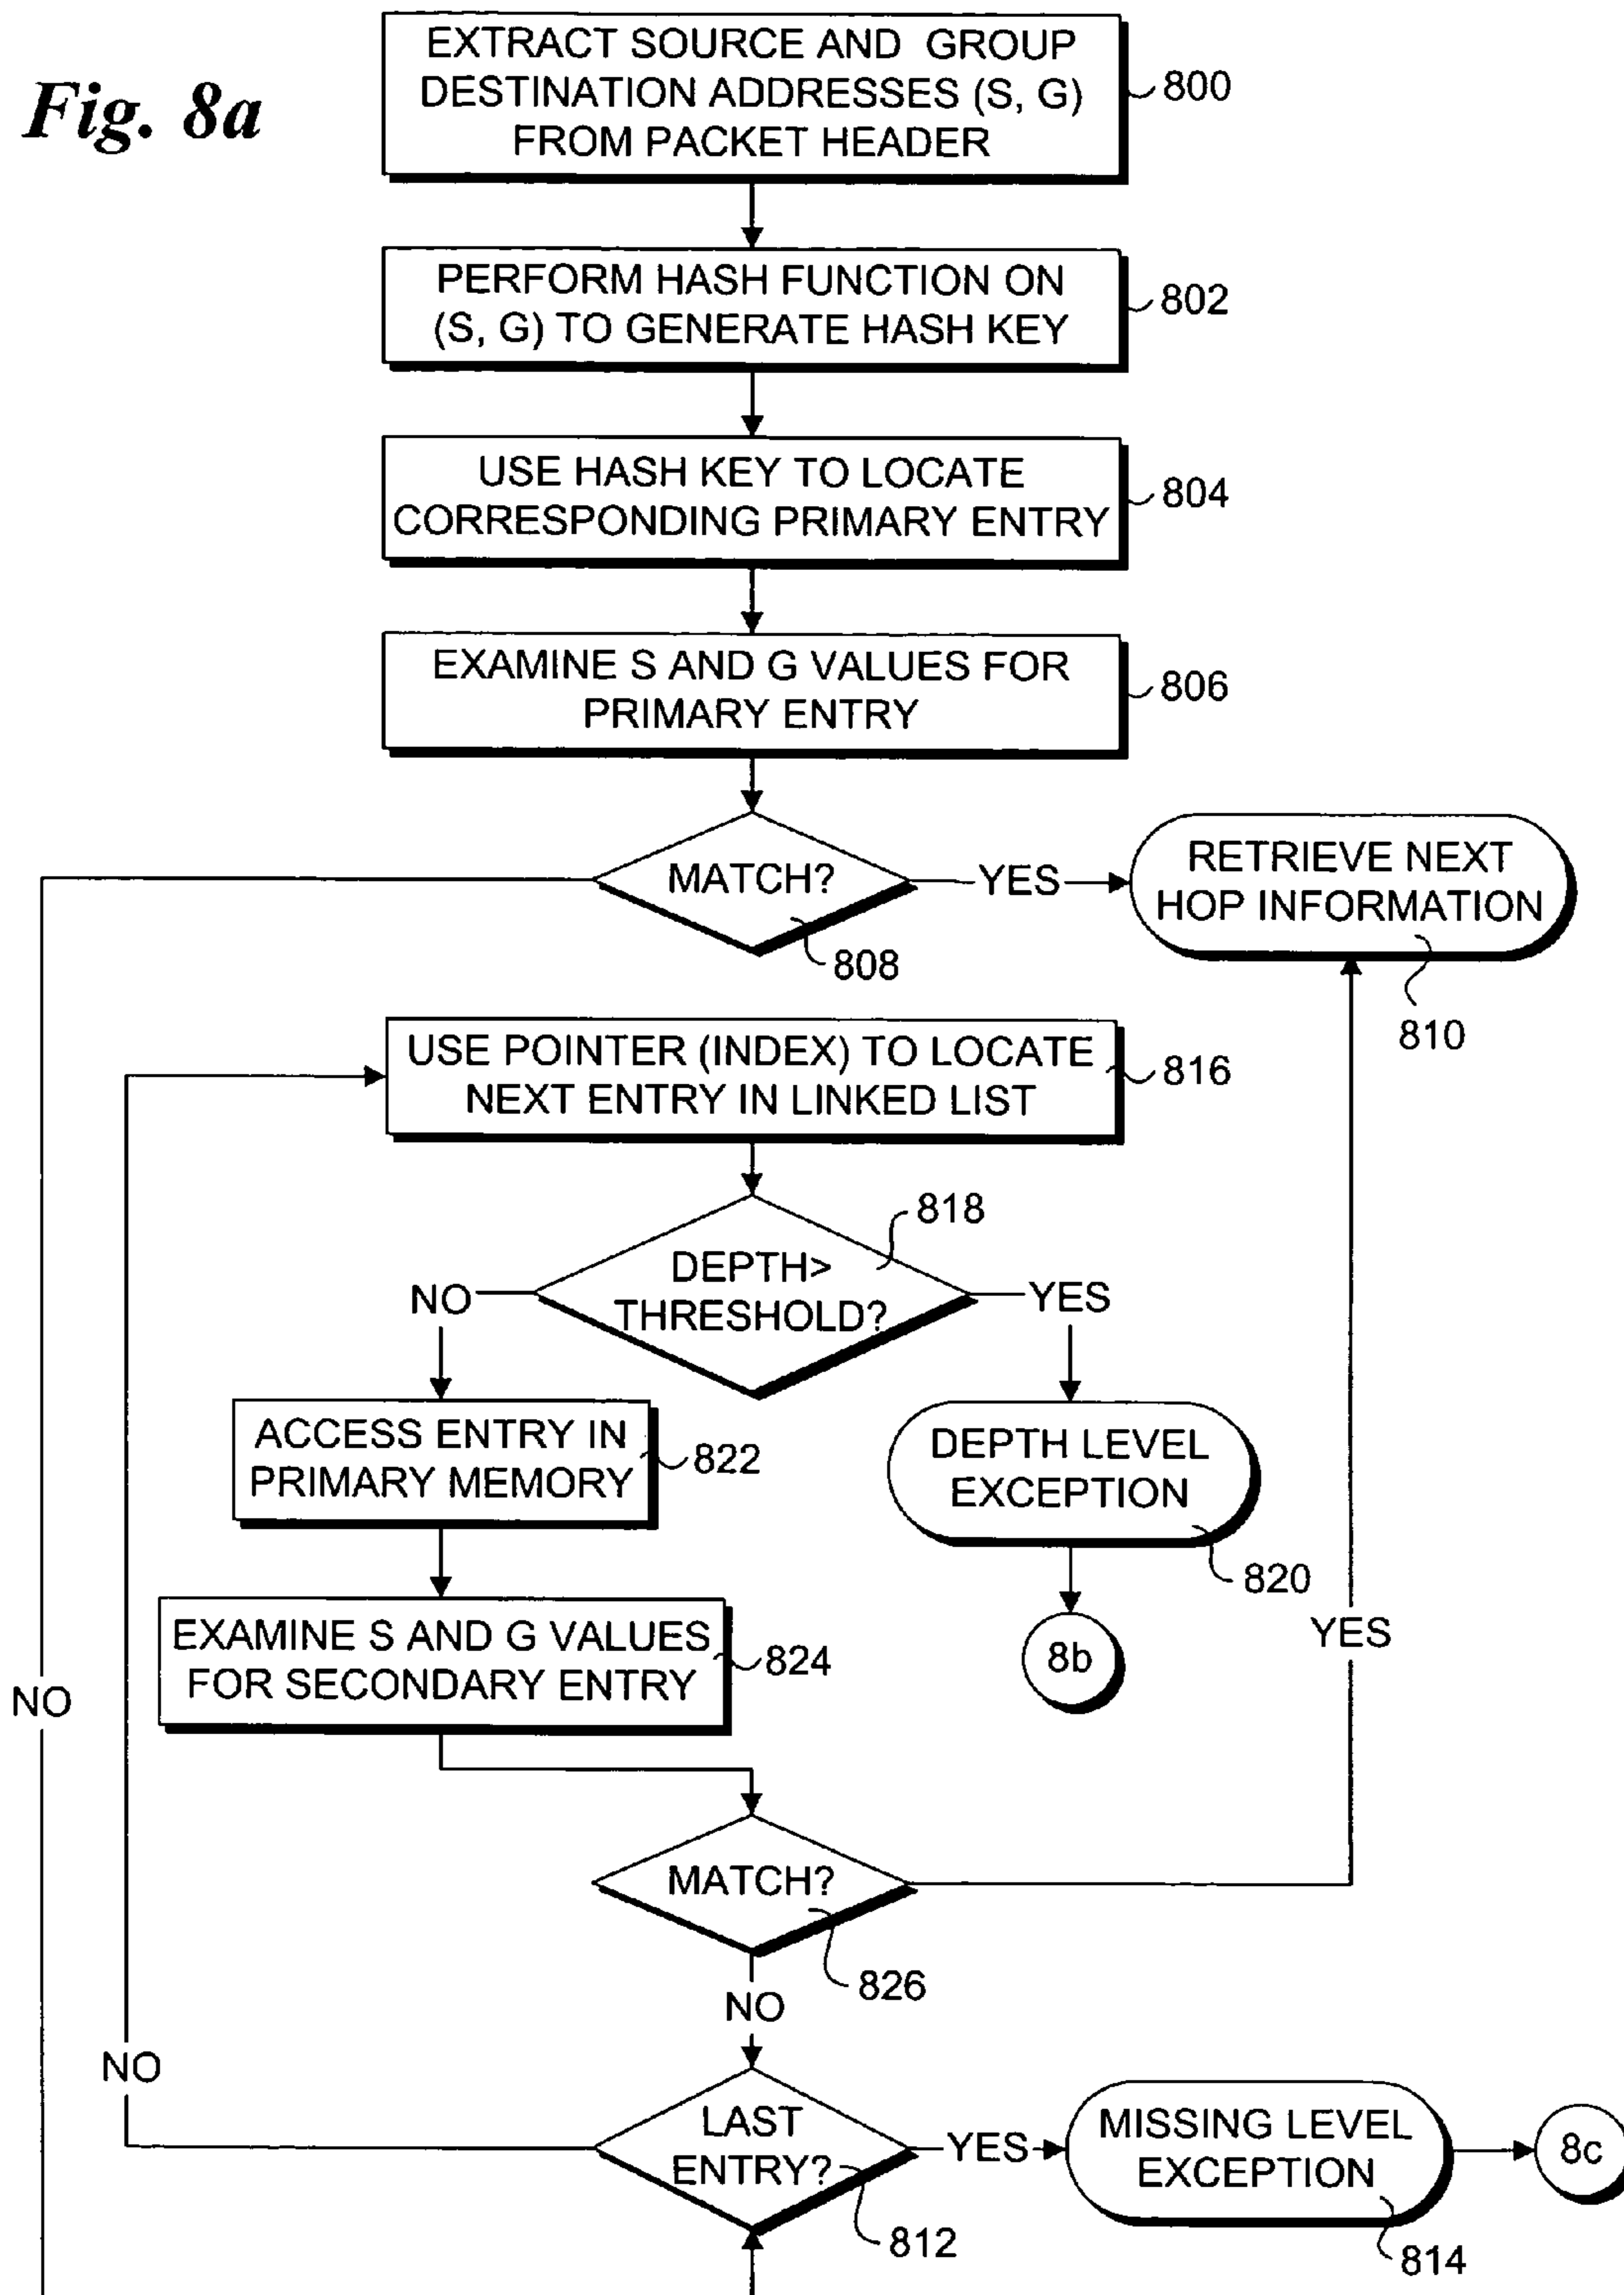 Fig. 8a
EXTRACT SOURCE AND GROUP
DESTINATION ADDRESSES (S, G)
FROM PACKET HEADER
800
PERFORM HASH FUNCTION ON
(S, G) TO GENERATE HASH KEY
802
USE HASH KEY TO LOCATE
CORRESPONDING PRIMARY ENTRY
804
EXAMINE S AND G VALUES FOR
PRIMARY ENTRY
806
MATCH?
808
YES
RETRIEVE NEXT
HOP INFORMATION
810
USE POINTER (INDEX) TO LOCATE
NEXT ENTRY IN LINKED LIST
816
DEPTH>
THRESHOLD?
818
NO
YES
ACCESS ENTRY IN
PRIMARY MEMORY
822
DEPTH LEVEL
EXCEPTION
820
8b
EXAMINE S AND G VALUES
FOR SECONDARY ENTRY
824
YES
NO
MATCH?
826
NO
NO
LAST
ENTRY?
812
YES
MISSING LEVEL
EXCEPTION
814
8c